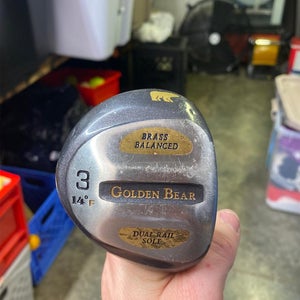 BRASS
BALANCED
3
14° F
GOLDEN BEAR
DUAL RAIL
SOLE